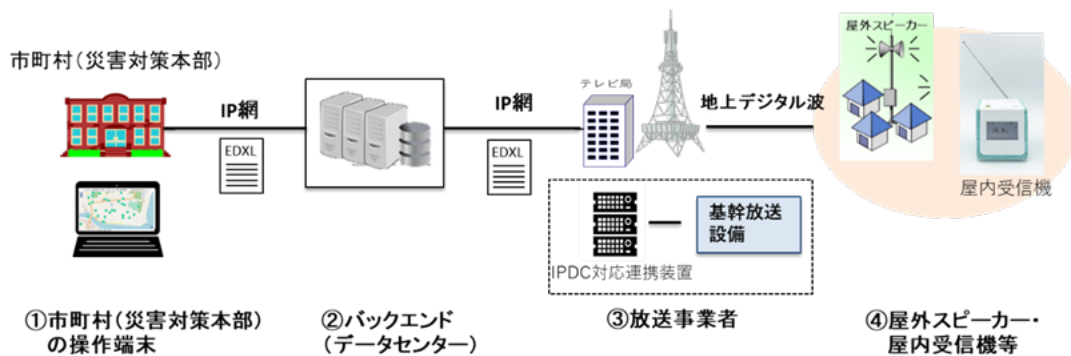 市町村（災害対策本部）
IP網
EDXL
IP網
EDXL
テレビ局
地上デジタル波
屋外スピーカー
屋内受信機
基幹放送
設備
IPDC対応連携装置
①市町村（災害対策本部）
の操作端末
②バックエンド
（データセンター）
③放送事業者
④屋外スピーカー・
屋内受信機等